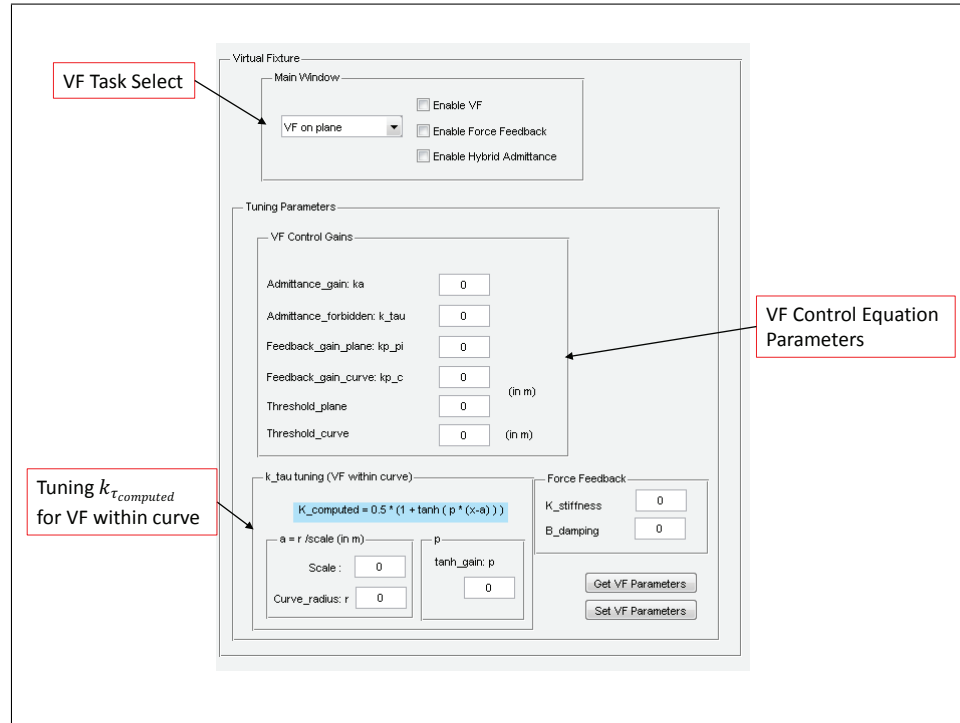 Virtual Fixture
Main Window
VF Task Select
VF on plane
Enable VF
Enable Force Feedback
Enable Hybrid Admittance
Tuning Parameters
VF Control Gains
Admittance_gain: ka 0
Admittance_forbidden: k_tau 0
Feedback_gain_plane: kp_pi 0
Feedback_gain_curve: kp_c 0
(in m)
Threshold_plane 0
Threshold_curve 0 (in m)
VF Control Equation
Parameters
Tuning k_{τ_{computed}}
for VF within curve
k_tau tuning (VF within curve)
K_computed = 0.5 * (1 + tanh ( p * (x-a) ) )
a = r /scale (in m)
Scale : 0
Curve_radius: r 0
p
tanh_gain: p
0
Force Feedback
K_stiffness 0
B_damping 0
Get VF Parameters
Set VF Parameters